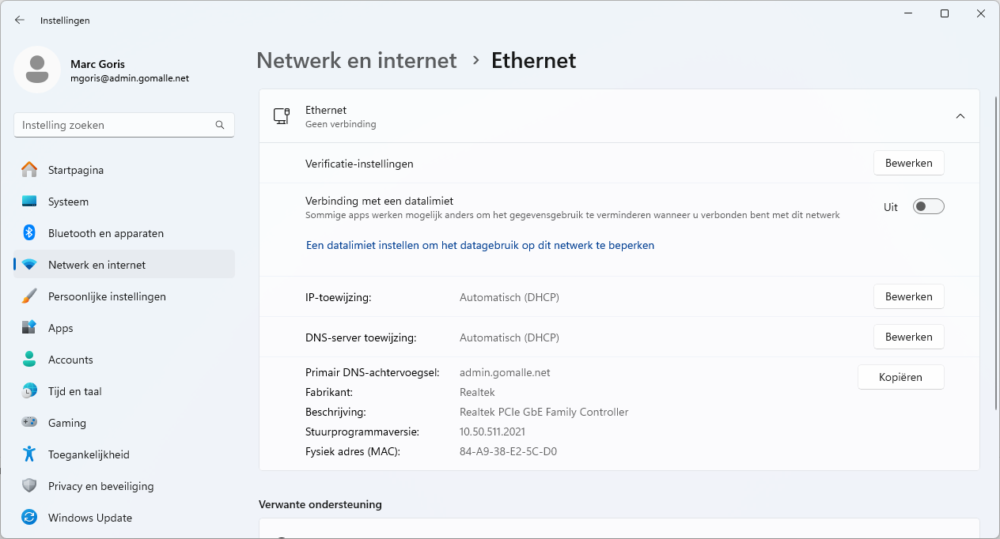 Instellingen
Marc Goris
mgoris@admin.gomalle.net
Instelling zoeken
Startpagina
Systeem
Bluetooth en apparaten
Netwerk en internet
Persoonlijke instellingen
Apps
Accounts
Tijd en taal
Gaming
Toegankelijkheid
Privacy en beveiliging
Windows Update
Netwerk en internet > Ethernet
Ethernet
Geen verbinding
Verificatie-instellingen Bewerken
Verbinding met een datalimiet
Sommige apps werken mogelijk anders om het gegevensgebruik te verminderen wanneer u verbonden bent met dit netwerk
Uit
Een datalimiet instellen om het datagebruik op dit netwerk te beperken
IP-toewijzing: Automatisch (DHCP) Bewerken
DNS-server toewijzing: Automatisch (DHCP) Bewerken
Primair DNS-achtervoegsel: admin.gomalle.net Kopiëren
Fabrikant: Realtek
Beschrijving: Realtek PCIe GbE Family Controller
Stuurprogrammaversie: 10.50.511.2021
Fysiek adres (MAC): 84-A9-38-E2-5C-D0
Verwante ondersteuning